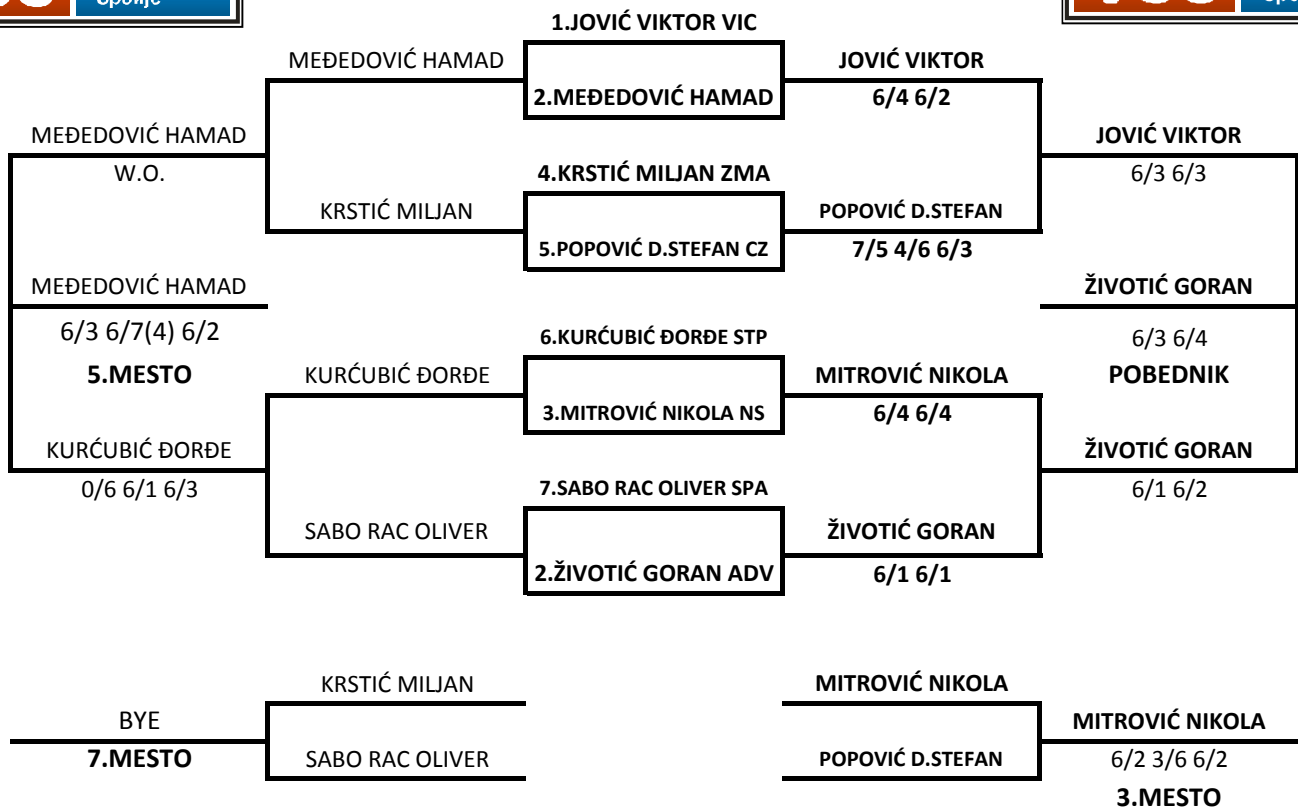 1.JOVIĆ VIKTOR VIC
MEĐEDOVIĆ HAMAD
JOVIĆ VIKTOR
2.MEĐEDOVIĆ HAMAD
6/4 6/2
MEĐEDOVIĆ HAMAD
JOVIĆ VIKTOR
W.O.
4.KRSTIĆ MILJAN ZMA
6/3 6/3
KRSTIĆ MILJAN
POPOVIĆ D.STEFAN
5.POPOVIĆ D.STEFAN CZ
7/5 4/6 6/3
MEĐEDOVIĆ HAMAD
ŽIVOTIĆ GORAN
6/3 6/7(4) 6/2
6.KURĆUBIĆ ĐORĐE STP
6/3 6/4
5.MESTO
KURĆUBIĆ ĐORĐE
MITROVIĆ NIKOLA
POBEDNIK
3.MITROVIĆ NIKOLA NS
6/4 6/4
KURĆUBIĆ ĐORĐE
ŽIVOTIĆ GORAN
0/6 6/1 6/3
7.SABO RAC OLIVER SPA
6/1 6/2
SABO RAC OLIVER
ŽIVOTIĆ GORAN
2.ŽIVOTIĆ GORAN ADV
6/1 6/1
KRSTIĆ MILJAN
MITROVIĆ NIKOLA
BYE
MITROVIĆ NIKOLA
7.MESTO
SABO RAC OLIVER
POPOVIĆ D.STEFAN
6/2 3/6 6/2
3.MESTO